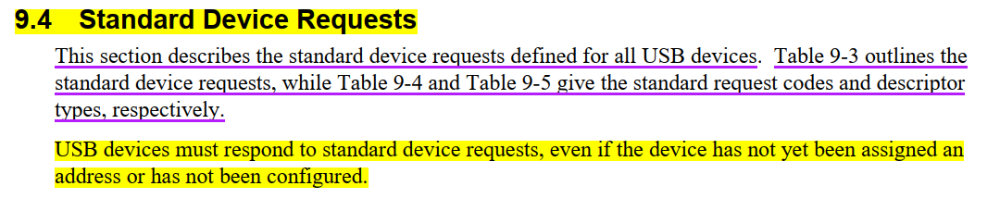 9.4 Standard Device Requests
This section describes the standard device requests defined for all USB devices. Table 9-3 outlines the
standard device requests, while Table 9-4 and Table 9-5 give the standard request codes and descriptor
types, respectively.
USB devices must respond to standard device requests, even if the device has not yet been assigned an
address or has not been configured.